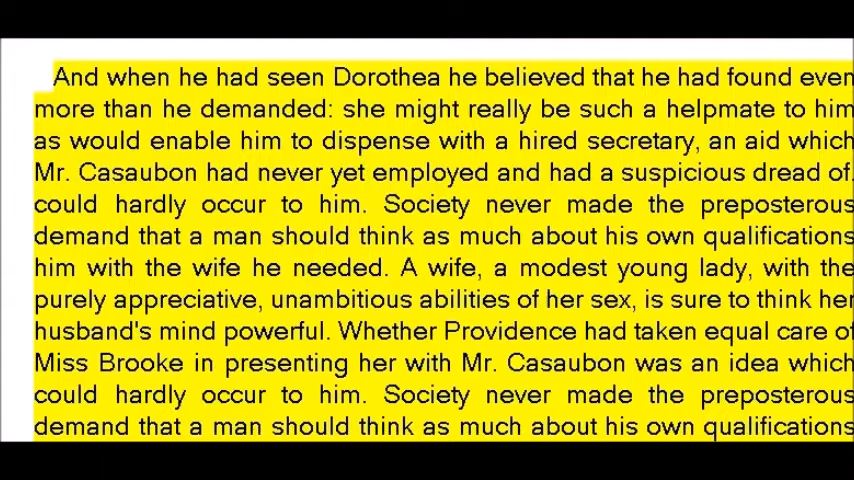 And when he had seen Dorothea he believed that he had found even
more than he demanded: she might really be such a helpmate to him
as would enable him to dispense with a hired secretary, an aid which
Mr. Casaubon had never yet employed and had a suspicious dread of.
could hardly occur to him. Society never made the preposterous
demand that a man should think as much about his own qualifications
him with the wife he needed. A wife, a modest young lady, with the
purely appreciative, unambitious abilities of her sex, is sure to think her
husband's mind powerful. Whether Providence had taken equal care of
Miss Brooke in presenting her with Mr. Casaubon was an idea which
could hardly occur to him. Society never made the preposterous
demand that a man should think as much about his own qualifications